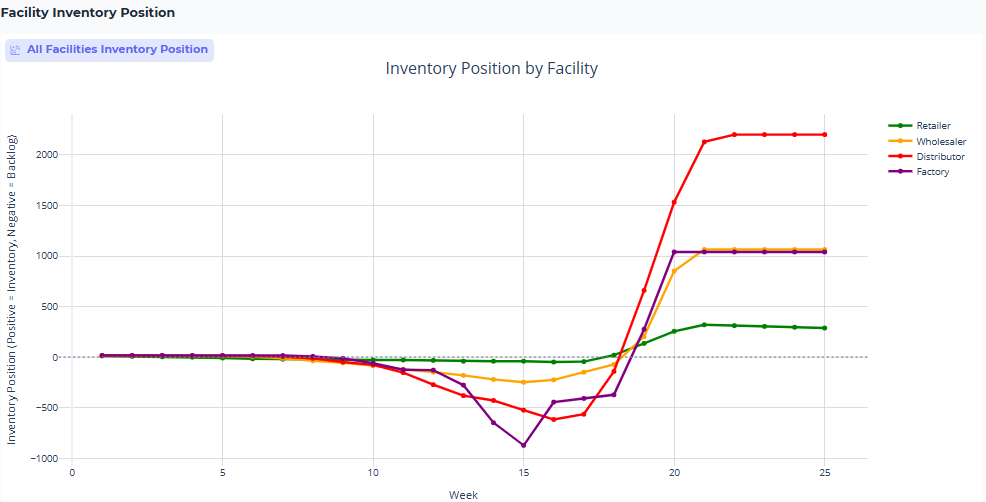 Facility Inventory Position
All Facilities Inventory Position
Inventory Position by Facility
Inventory Position (Positive = Inventory, Negative = Backlog)
2000
1500
1000
500
0
−500
−1000
0 5 10 15 20 25
Week
Retailer
Wholesaler
Distributor
Factory